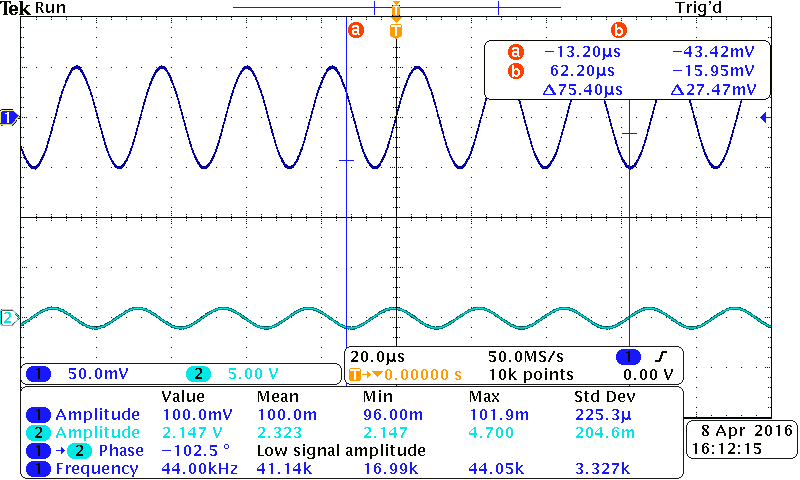 Tek Run T Trig'd
a T b
a −13.20µs −43.42mV
b 62.20µs −15.95mV
Δ75.40µs Δ27.47mV
1
2
1 50.0mV 2 5.00 V
20.0µs 50.0MS/s 1
T→▼0.00000 s 10k points 0.00 V
Value Mean Min Max Std Dev
1 Amplitude 100.0mV 100.0m 96.00m 101.9m 225.3µ
2 Amplitude 2.147 V 2.323 2.147 4.700 204.6m
1 → 2 Phase −102.5 ° Low signal amplitude
1 Frequency 44.00kHz 41.14k 16.99k 44.05k 3.327k
8 Apr 2016
16:12:15